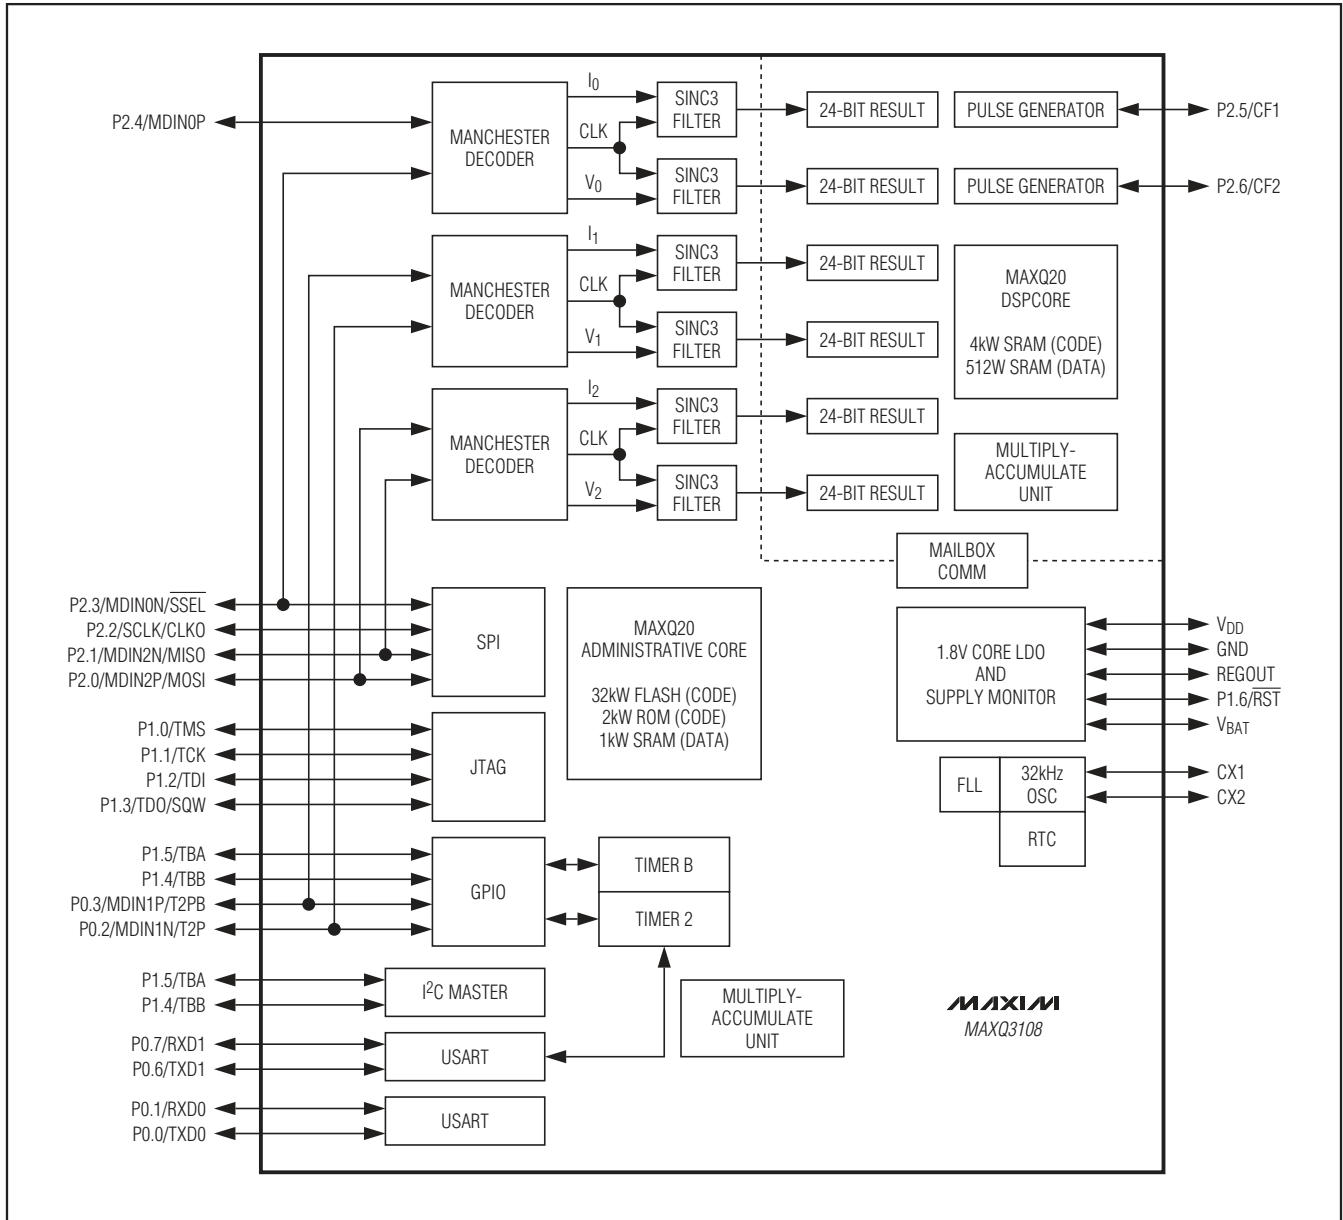 P2.4/MDIN0P
MANCHESTER
DECODER
I0
CLK
V0
SINC3
FILTER
SINC3
FILTER
24-BIT RESULT
24-BIT RESULT
PULSE GENERATOR
PULSE GENERATOR
P2.5/CF1
P2.6/CF2
MANCHESTER
DECODER
I1
CLK
V1
SINC3
FILTER
SINC3
FILTER
24-BIT RESULT
24-BIT RESULT
MAXQ20
DSPCORE
4kW SRAM (CODE)
512W SRAM (DATA)
MANCHESTER
DECODER
I2
CLK
V2
SINC3
FILTER
SINC3
FILTER
24-BIT RESULT
24-BIT RESULT
MULTIPLY-
ACCUMULATE
UNIT
MAILBOX
COMM
P2.3/MDIN0N/SSEL
P2.2/SCLK/CLKO
P2.1/MDIN2N/MISO
P2.0/MDIN2P/MOSI
SPI
MAXQ20
ADMINISTRATIVE CORE
32kW FLASH (CODE)
2kW ROM (CODE)
1kW SRAM (DATA)
1.8V CORE LDO
AND
SUPPLY MONITOR
VDD
GND
REGOUT
P1.6/RST
VBAT
P1.0/TMS
P1.1/TCK
P1.2/TDI
P1.3/TDO/SQW
JTAG
FLL
32kHz
OSC
RTC
CX1
CX2
P1.5/TBA
P1.4/TBB
P0.3/MDIN1P/T2PB
P0.2/MDIN1N/T2P
GPIO
TIMER B
TIMER 2
P1.5/TBA
P1.4/TBB
I2C MASTER
P0.7/RXD1
P0.6/TXD1
USART
MULTIPLY-
ACCUMULATE
UNIT
MAXIM
MAXQ3108
P0.1/RXD0
P0.0/TXD0
USART